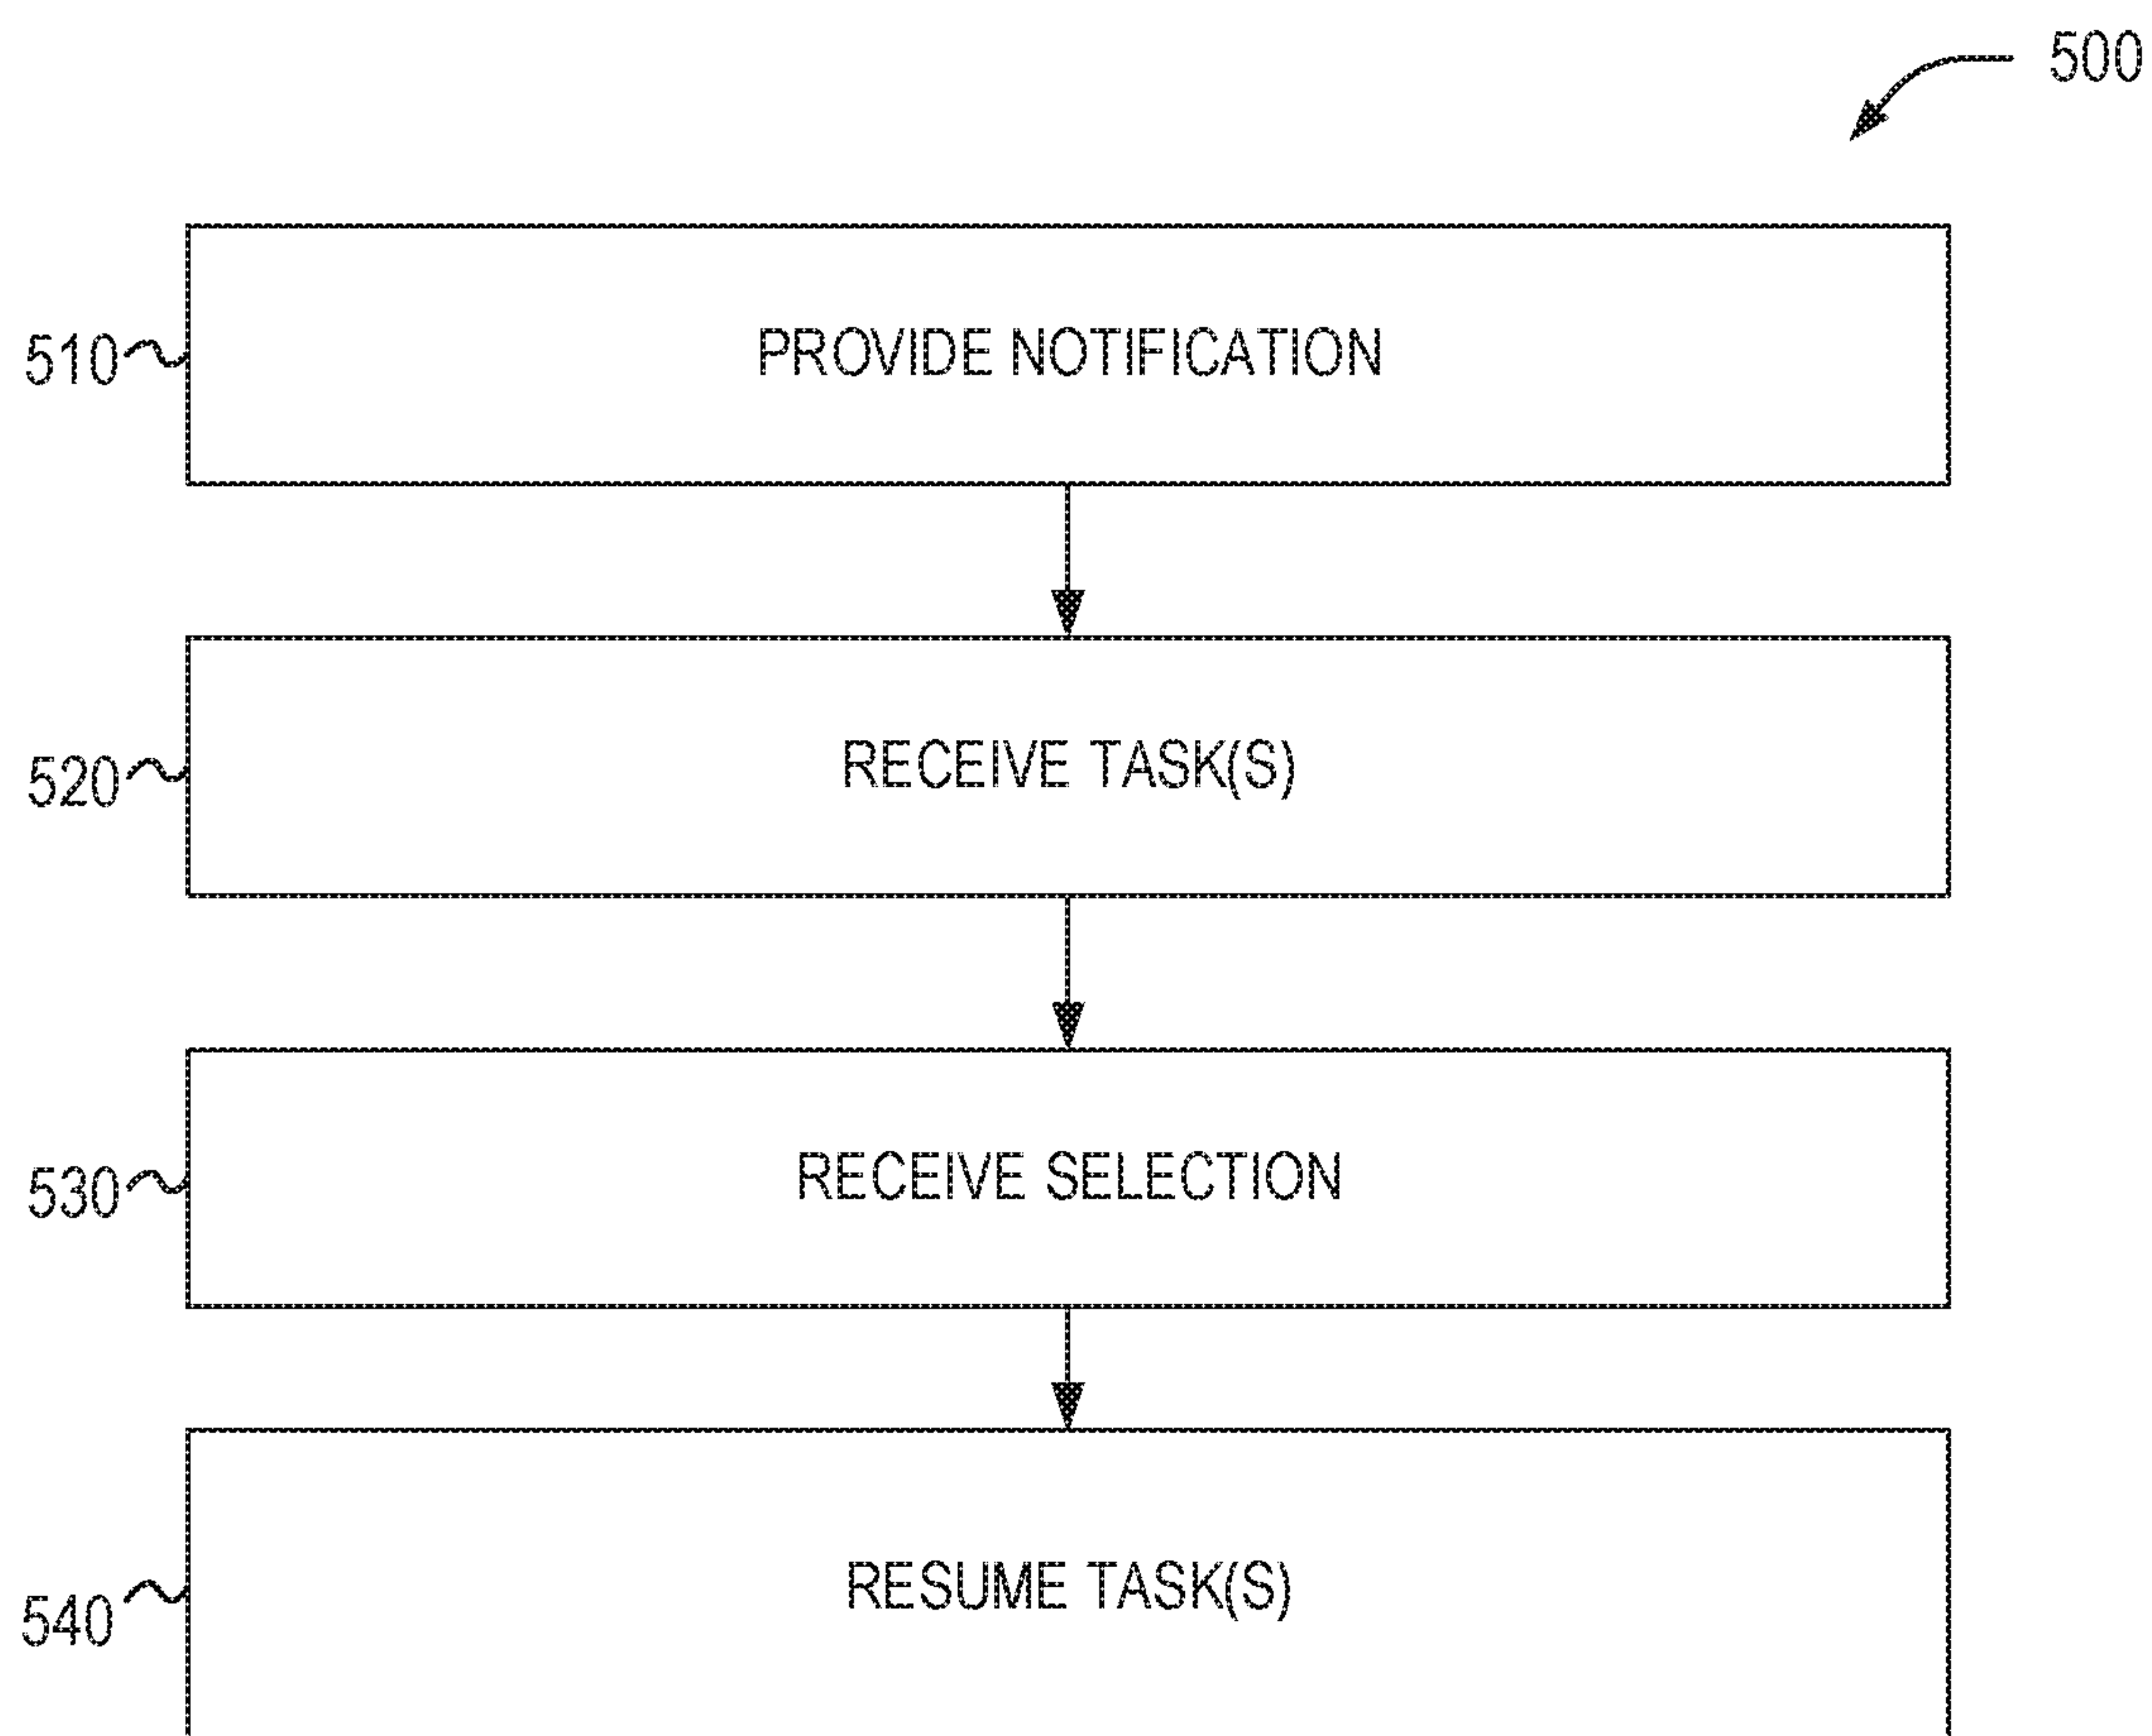 500
510 PROVIDE NOTIFICATION
520 RECEIVE TASK(S)
530 RECEIVE SELECTION
540 RESUME TASK(S)